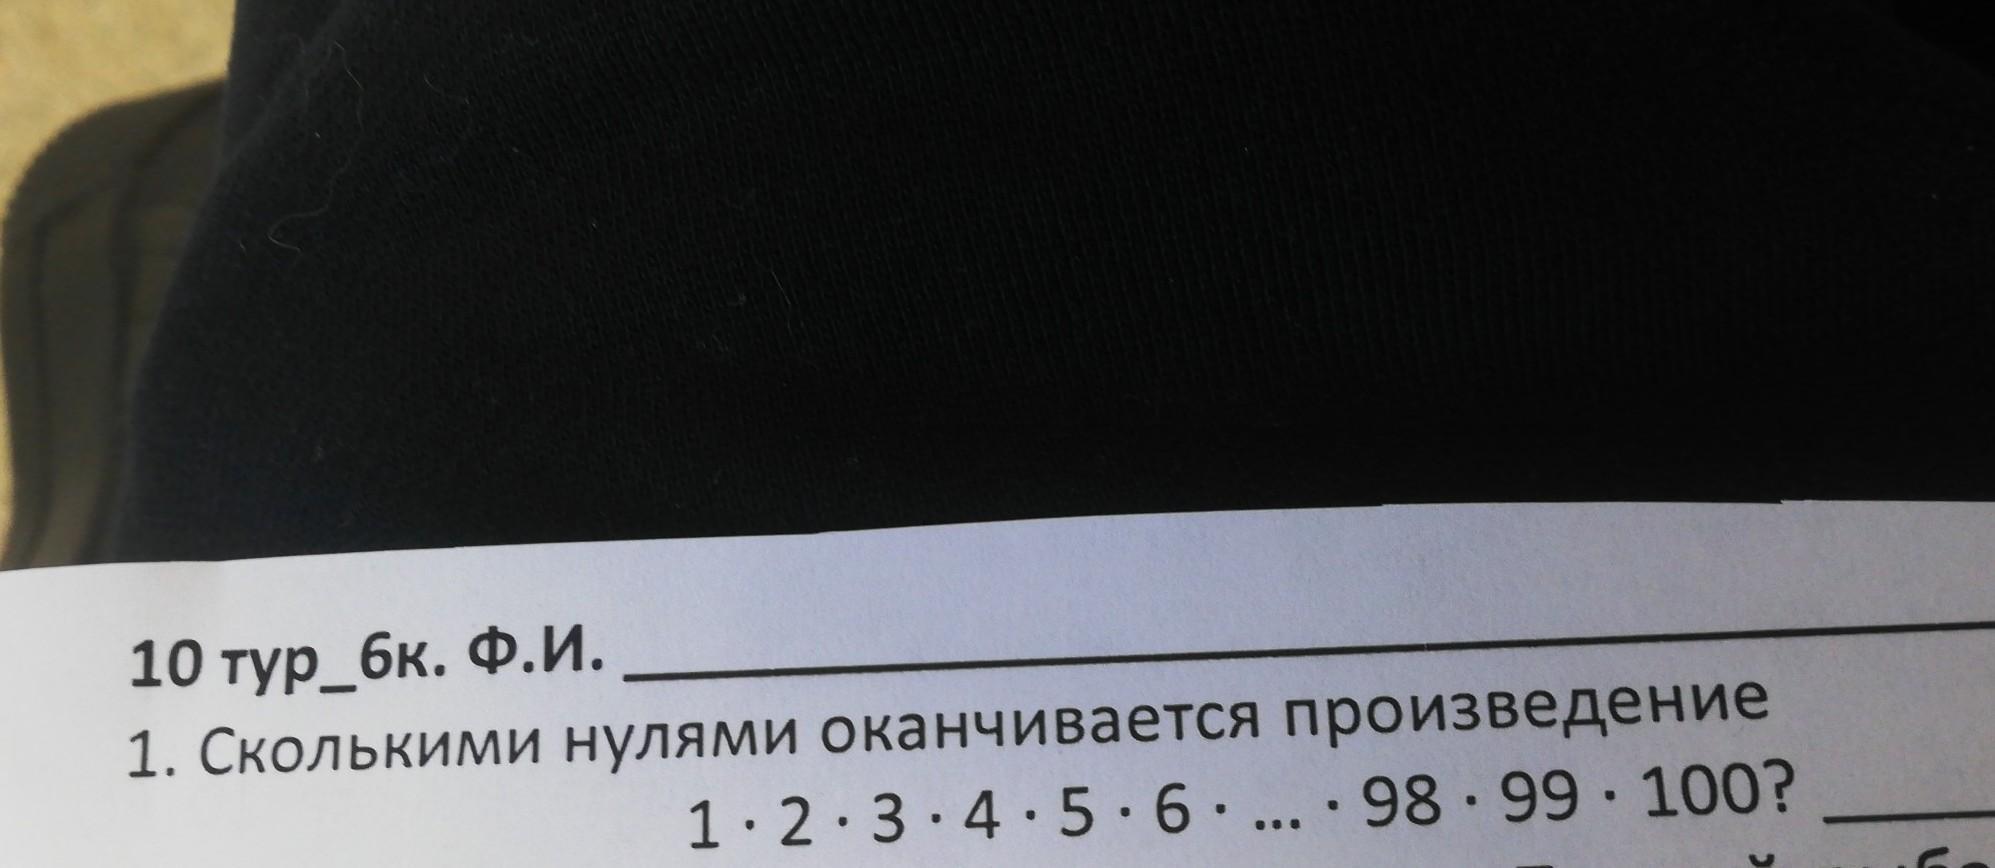 10 тур_6к. Ф.И.
1. Сколькими нулями оканчивается произведение
1 · 2 · 3 · 4 · 5 · 6 · ... · 98 · 99 · 100?